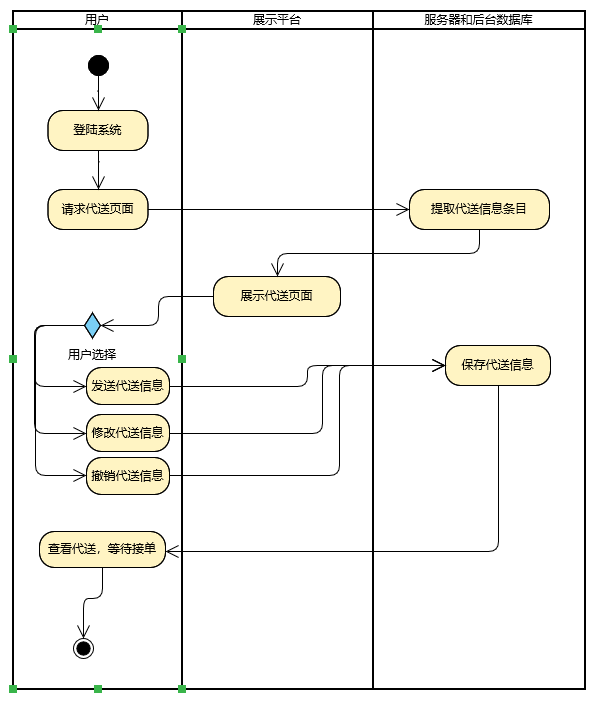 用户
展示平台
服务器和后台数据库
登陆系统
请求代送页面
提取代送信息条目
展示代送页面
用户选择
保存代送信息
发送代送信息
修改代送信息
撤销代送信息
查看代送，等待接单